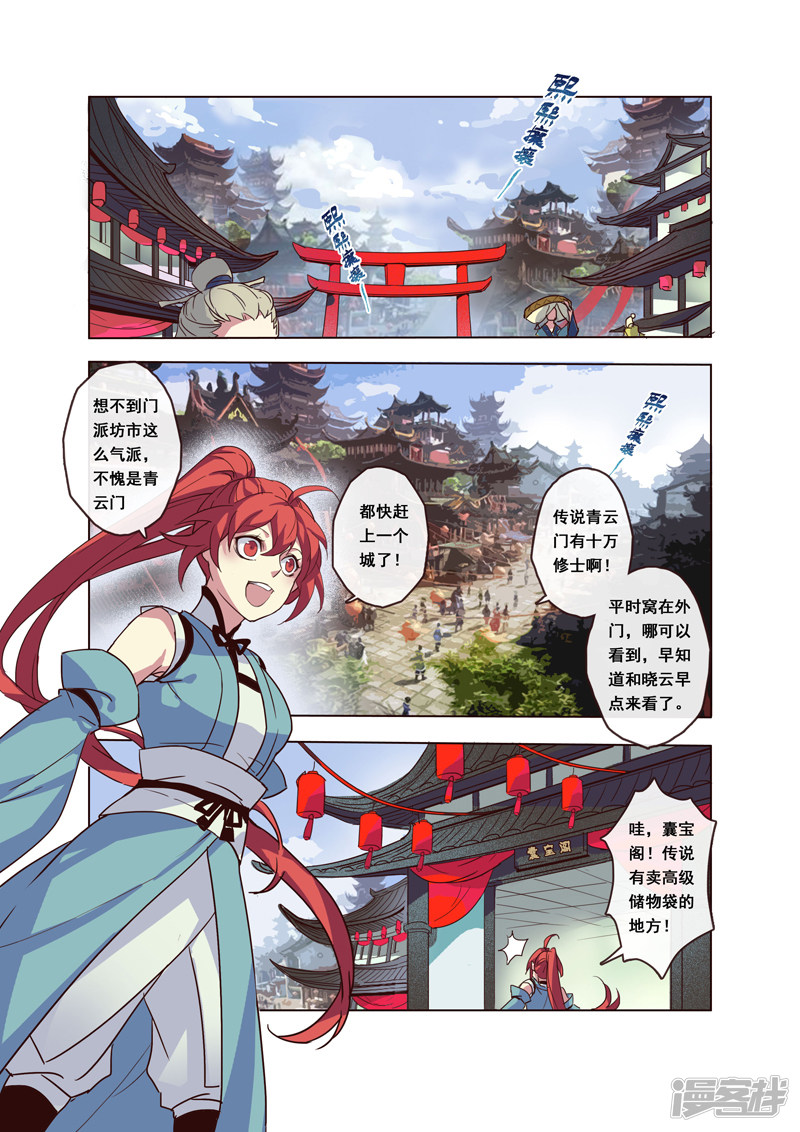 熙熙攘攘
熙熙攘攘
想不到门
派坊市这
么气派，
不愧是青
云门
都快赶
上一个
城了！
熙熙攘攘
传说青云
门有十万
修士啊！
平时窝在外
门，哪可以
看到，早知
道和晓云早
点来看了。
哇，囊宝
阁！传说
有卖高级
储物袋的
地方！
囊宝阁
漫客栈